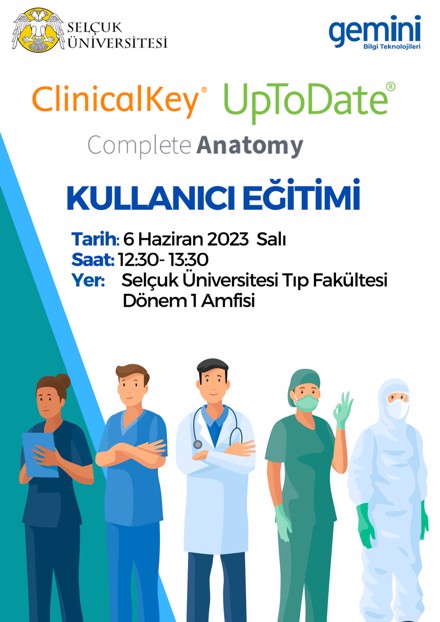 SELÇUK
ÜNİVERSİTESİ
gemini
Bilgi Teknolojileri
ClinicalKey® UpToDate®
Complete Anatomy
KULLANICI EĞİTİMİ
Tarih: 6 Haziran 2023 Salı
Saat: 12:30- 13:30
Yer: Selçuk Üniversitesi Tıp Fakültesi
Dönem 1 Amfisi